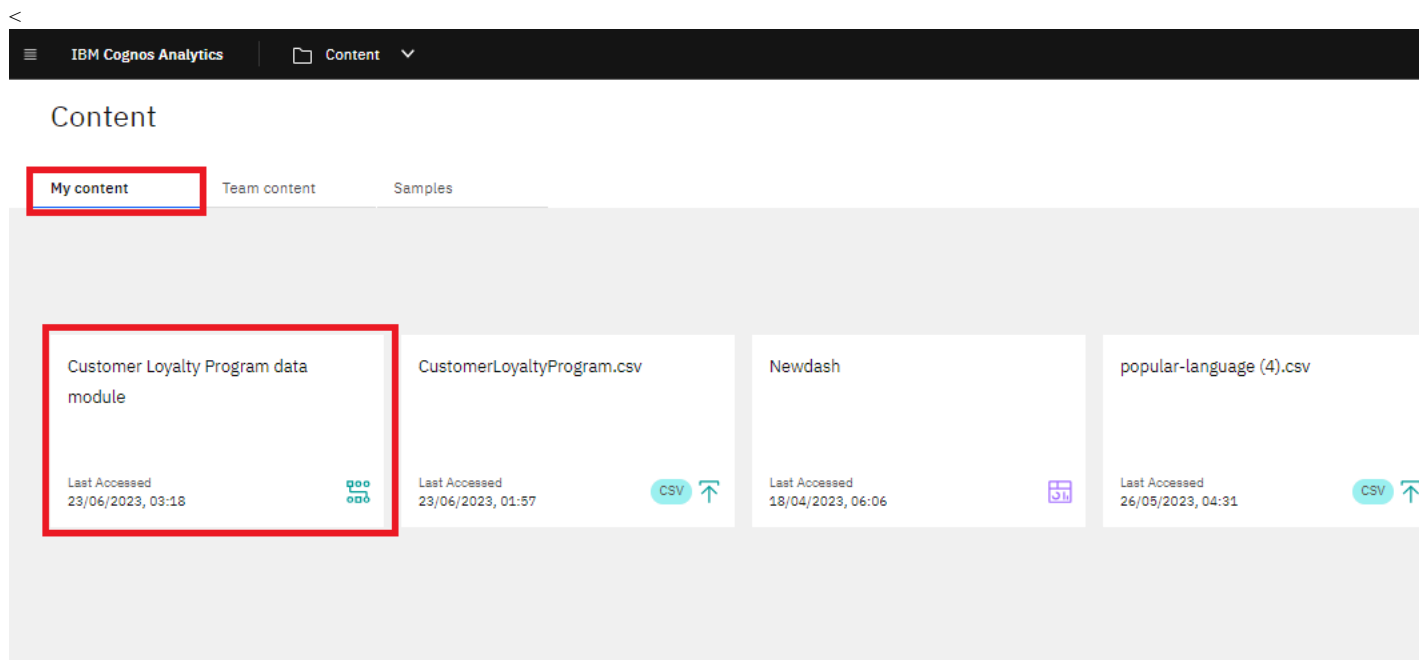 <
IBM Cognos Analytics
Content
Content
My content
Team content
Samples
Customer Loyalty Program data
module
Last Accessed
23/06/2023, 03:18
CustomerLoyaltyProgram.csv
Last Accessed
23/06/2023, 01:57
CSV
Newdash
Last Accessed
18/04/2023, 06:06
popular-language (4).csv
Last Accessed
26/05/2023, 04:31
CSV